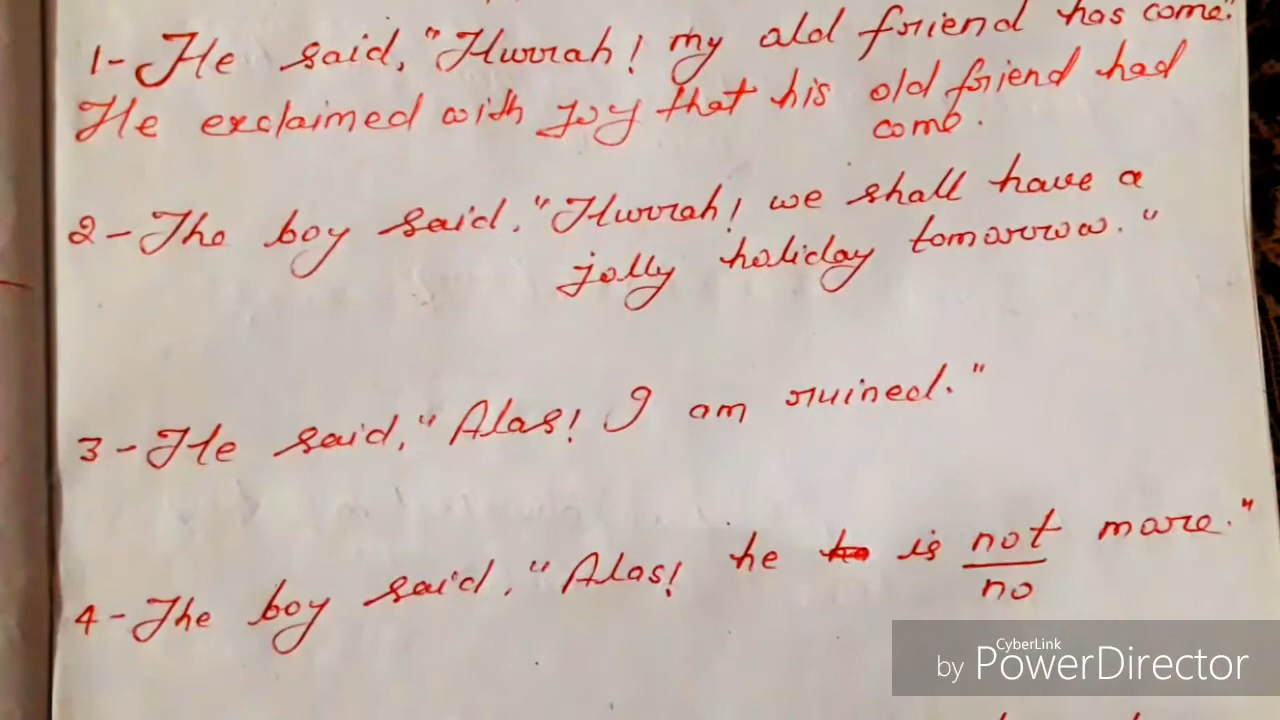 1- He said, "Hurrah! my old friend has come."
He exclaimed with joy that his old friend had
come.
2- The boy said, "Hurrah! we shall have a
jolly holiday tomorrow."
3- He said, "Alas! I am ruined."
4- The boy said, "Alas! he is not more."
no
CyberLink
by PowerDirector